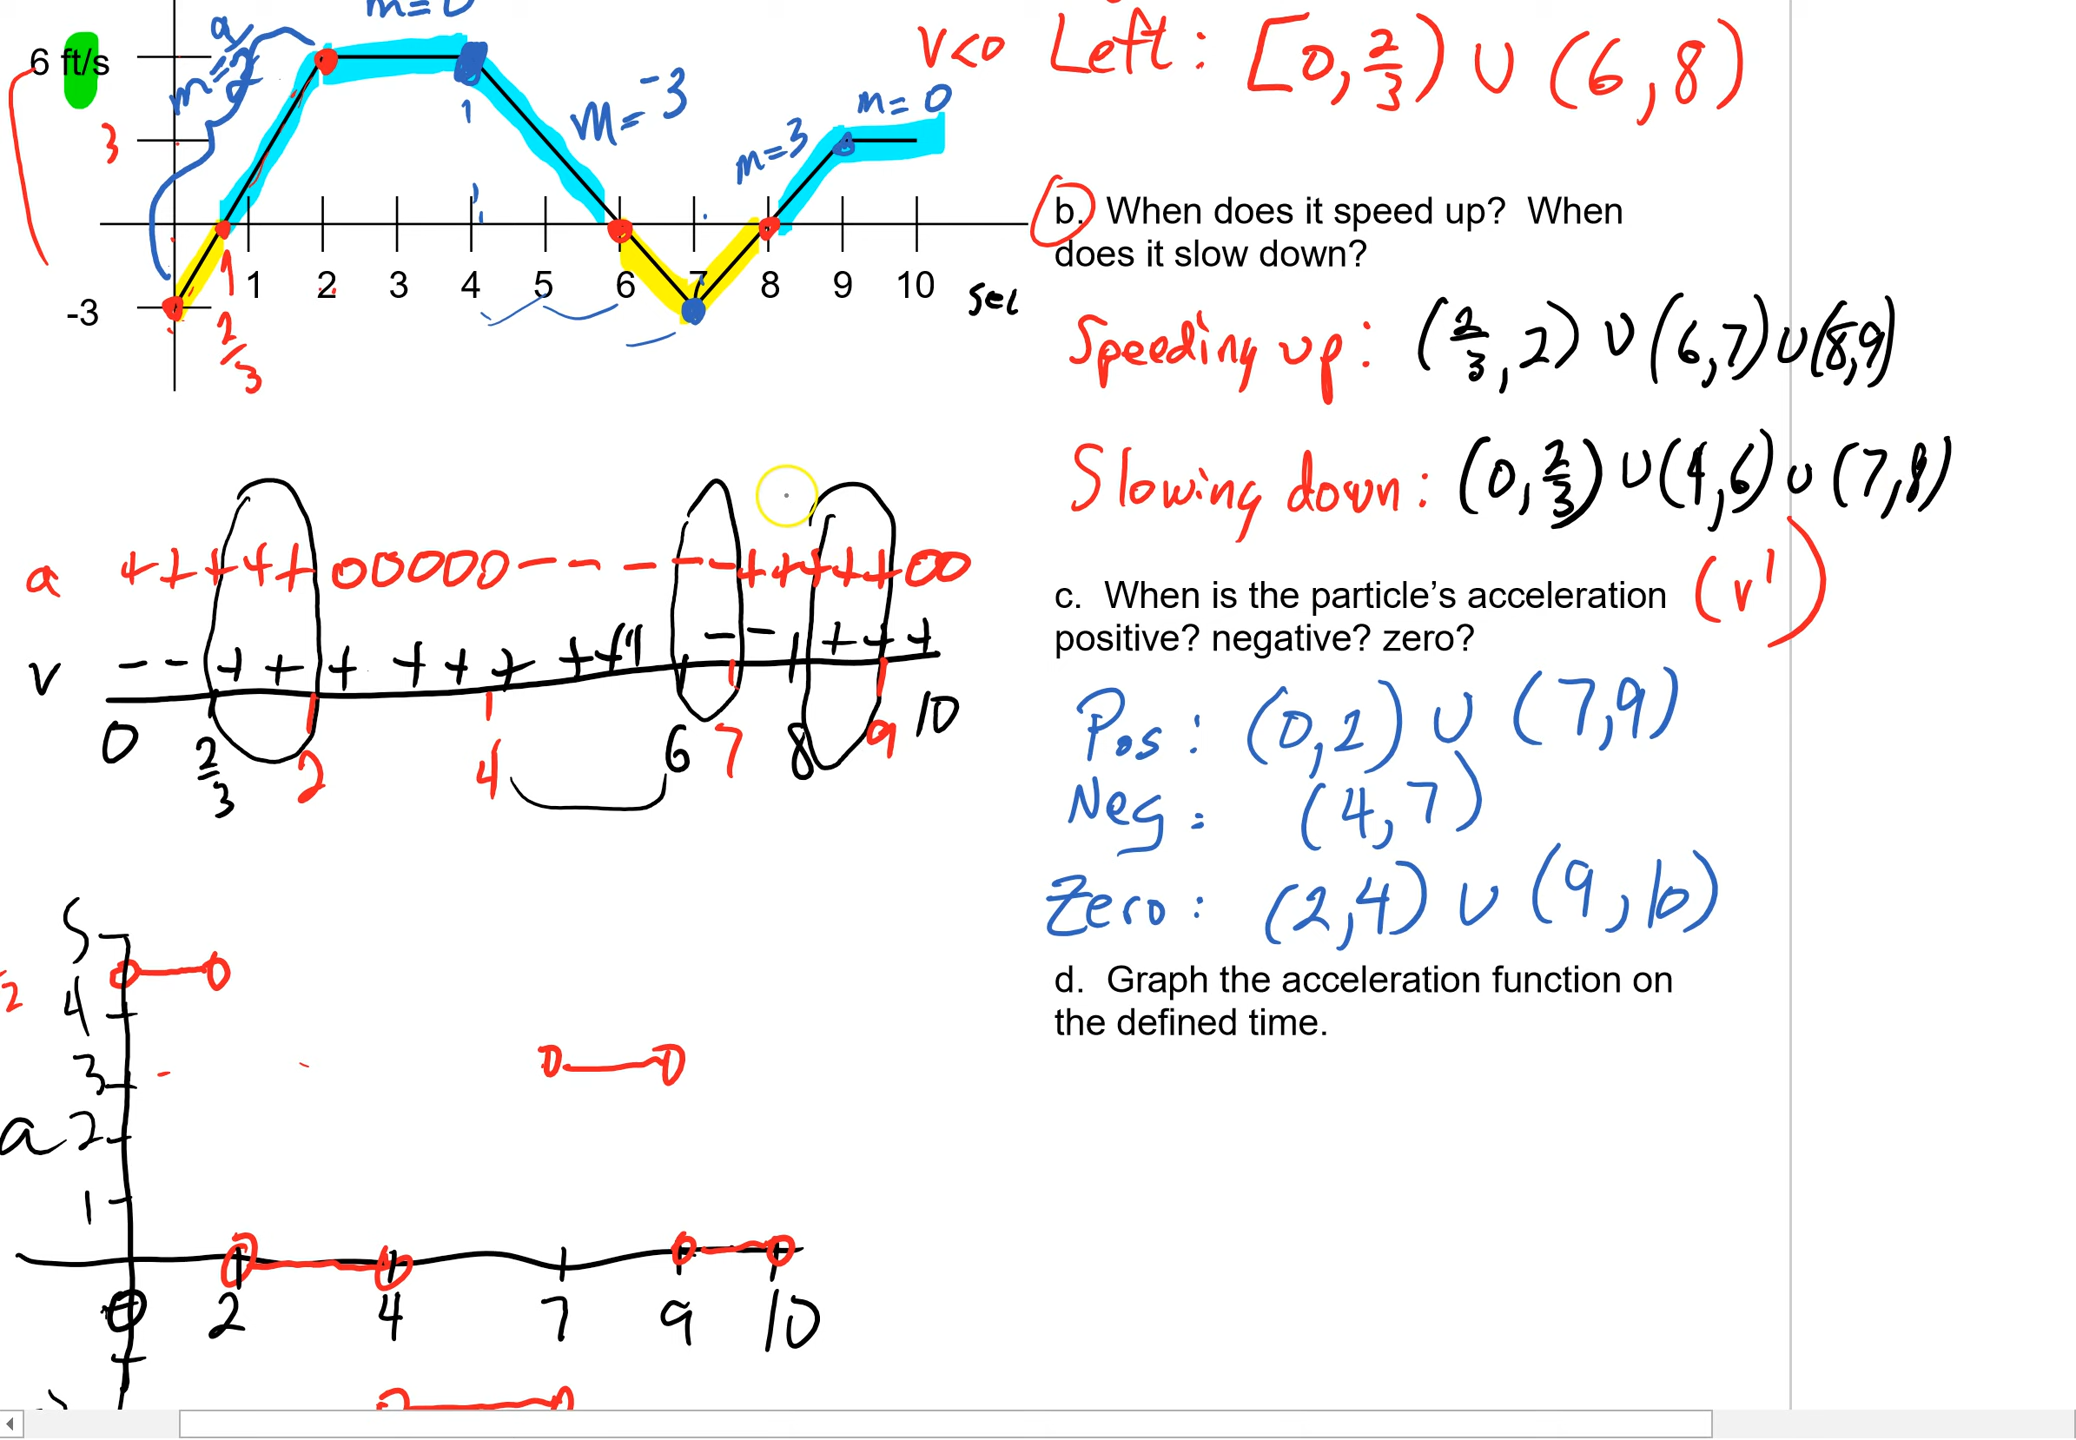 m=0
6 ft/s
m=9/2
3
m=-3
m=3
m=0
1 2 3 4 5 6 7 8 9 10 sec
-3
2/3
v<0 Left: [0, 2/3) ∪ (6,8)
b. When does it speed up? When
does it slow down?
Speeding up: (2/3, 2) ∪ (6,7) ∪ (8,9)
Slowing down: (0, 2/3) ∪ (4,6) ∪ (7,8)
a +++++ 00000 - - - - - +++++ 00
v - - + + + + + + + + + - - + + +
0 2/3 2 4 6 7 8 9 10
c. When is the particle's acceleration (v')
positive? negative? zero?
Pos: (0,2) ∪ (7,9)
Neg: (4,7)
Zero: (2,4) ∪ (9,10)
d. Graph the acceleration function on
the defined time.
5
4
3
a 2
1
0 2 4 7 9 10